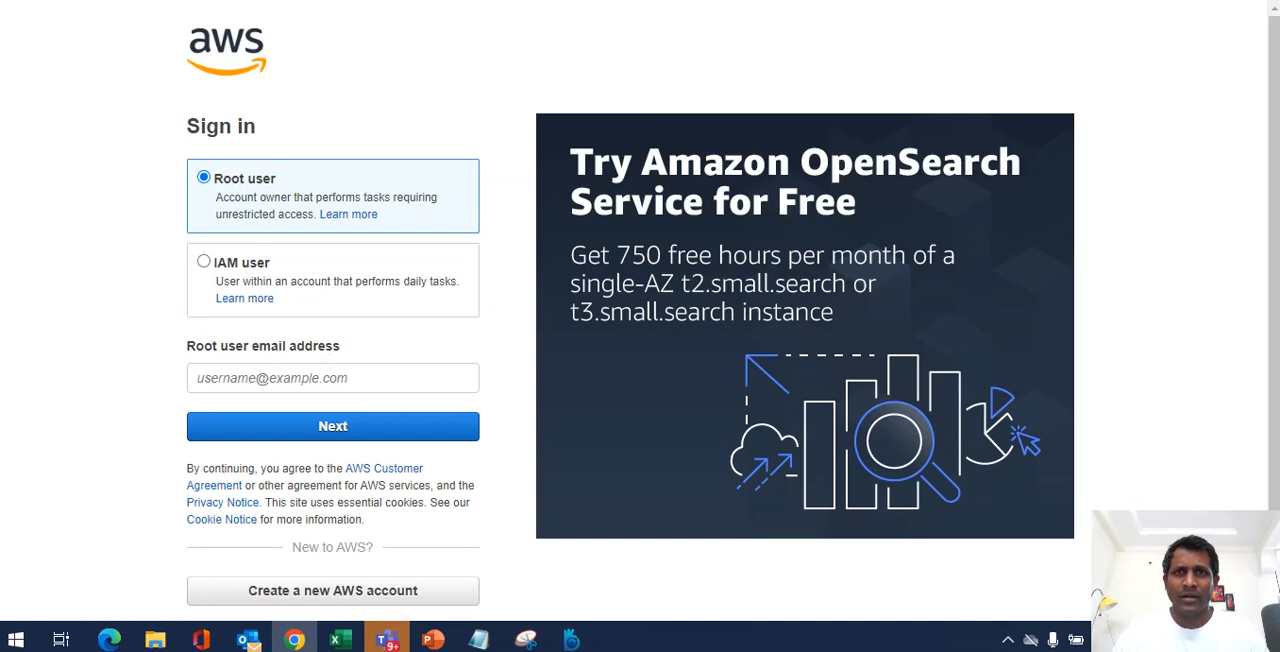 aws
Sign in
Root user
Account owner that performs tasks requiring
unrestricted access. Learn more
IAM user
User within an account that performs daily tasks.
Learn more
Root user email address
username@example.com
Next
By continuing, you agree to the AWS Customer
Agreement or other agreement for AWS services, and the
Privacy Notice. This site uses essential cookies. See our
Cookie Notice for more information.
New to AWS?
Create a new AWS account
Try Amazon OpenSearch
Service for Free
Get 750 free hours per month of a
single-AZ t2.small.search or
t3.small.search instance
9+